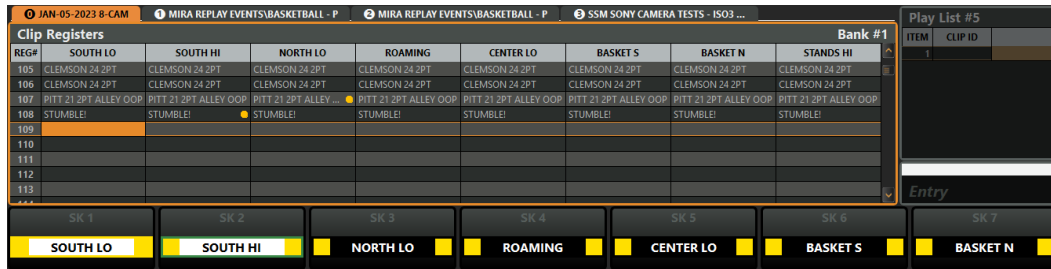 0 JAN-05-2023 8-CAM 1 MIRA REPLAY EVENTS\BASKETBALL - P 2 MIRA REPLAY EVENTS\BASKETBALL - P 3 SSM SONY CAMERA TESTS - ISO3 ...
Clip Registers Bank #1
REG# SOUTH LO SOUTH HI NORTH LO ROAMING CENTER LO BASKET S BASKET N STANDS HI
105 CLEMSON 24 2PT CLEMSON 24 2PT CLEMSON 24 2PT CLEMSON 24 2PT CLEMSON 24 2PT CLEMSON 24 2PT CLEMSON 24 2PT CLEMSON 24 2PT
106 CLEMSON 24 2PT CLEMSON 24 2PT CLEMSON 24 2PT CLEMSON 24 2PT CLEMSON 24 2PT CLEMSON 24 2PT CLEMSON 24 2PT CLEMSON 24 2PT
107 PITT 21 2PT ALLEY OOP PITT 21 2PT ALLEY OOP PITT 21 2PT ALLEY ... PITT 21 2PT ALLEY OOP PITT 21 2PT ALLEY OOP PITT 21 2PT ALLEY OOP PITT 21 2PT ALLEY OOP PITT 21 2PT ALLEY OOP
108 STUMBLE! STUMBLE! STUMBLE! STUMBLE! STUMBLE! STUMBLE! STUMBLE! STUMBLE!
109
110
111
112
113
Play List #5
ITEM CLIP ID
1
Entry
SK 1 SK 2 SK 3 SK 4 SK 5 SK 6 SK 7
SOUTH LO SOUTH HI NORTH LO ROAMING CENTER LO BASKET S BASKET N